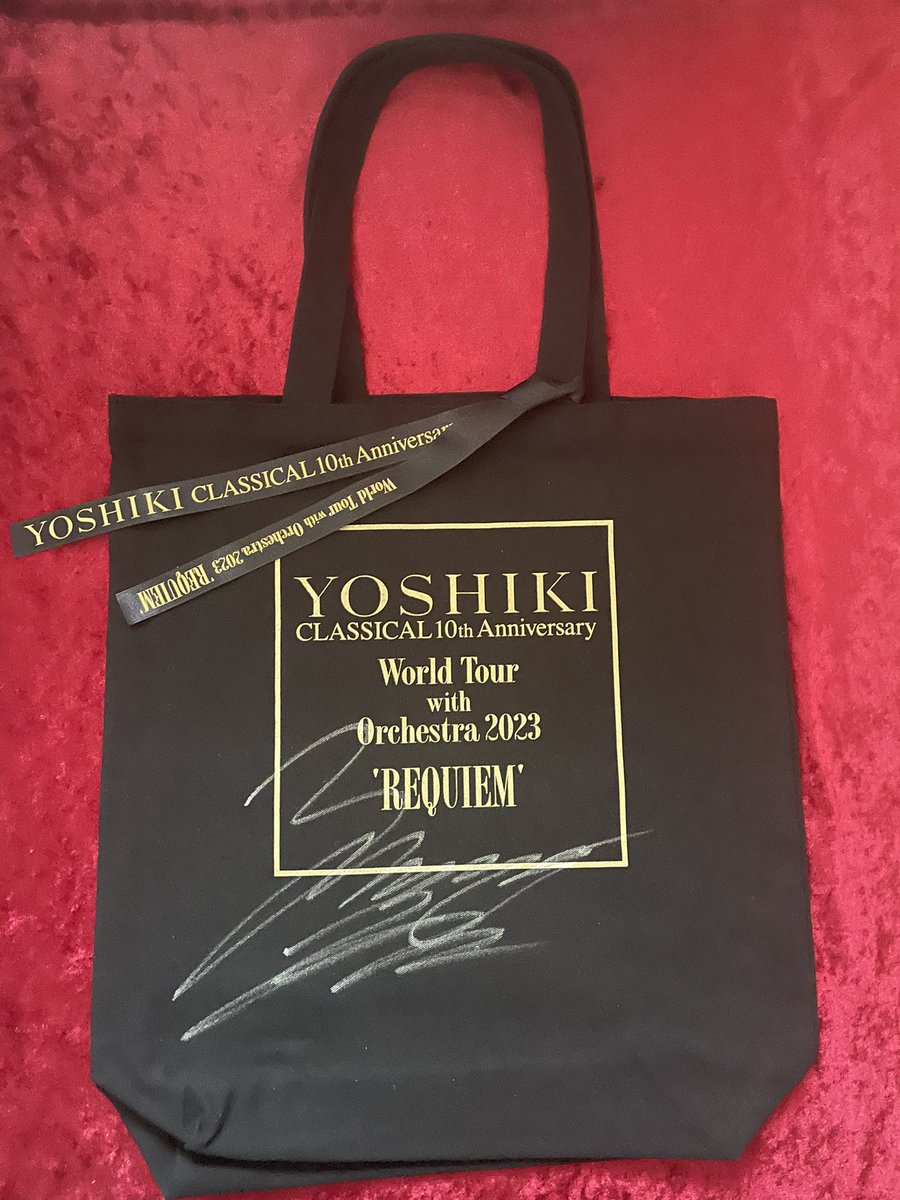 YOSHIKI CLASSICAL 10th Anniversary
World Tour with Orchestra 2023 'REQUIEM'
YOSHIKI
CLASSICAL 10th Anniversary
World Tour
with
Orchestra 2023
'REQUIEM'